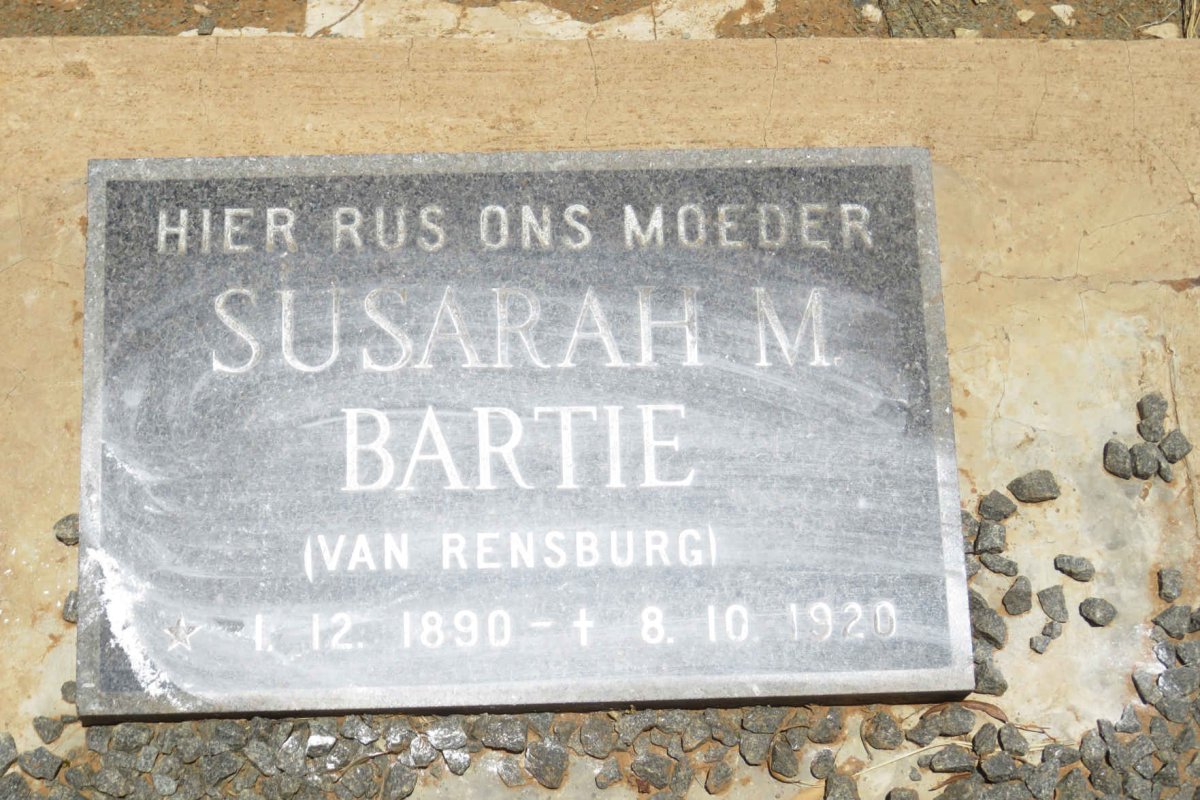 HIER RUS ONS MOEDER
SUSARAH M.
BARTIE
(VAN RENSBURG)
☆ 1. 12. 1890 – † 8. 10. 1920